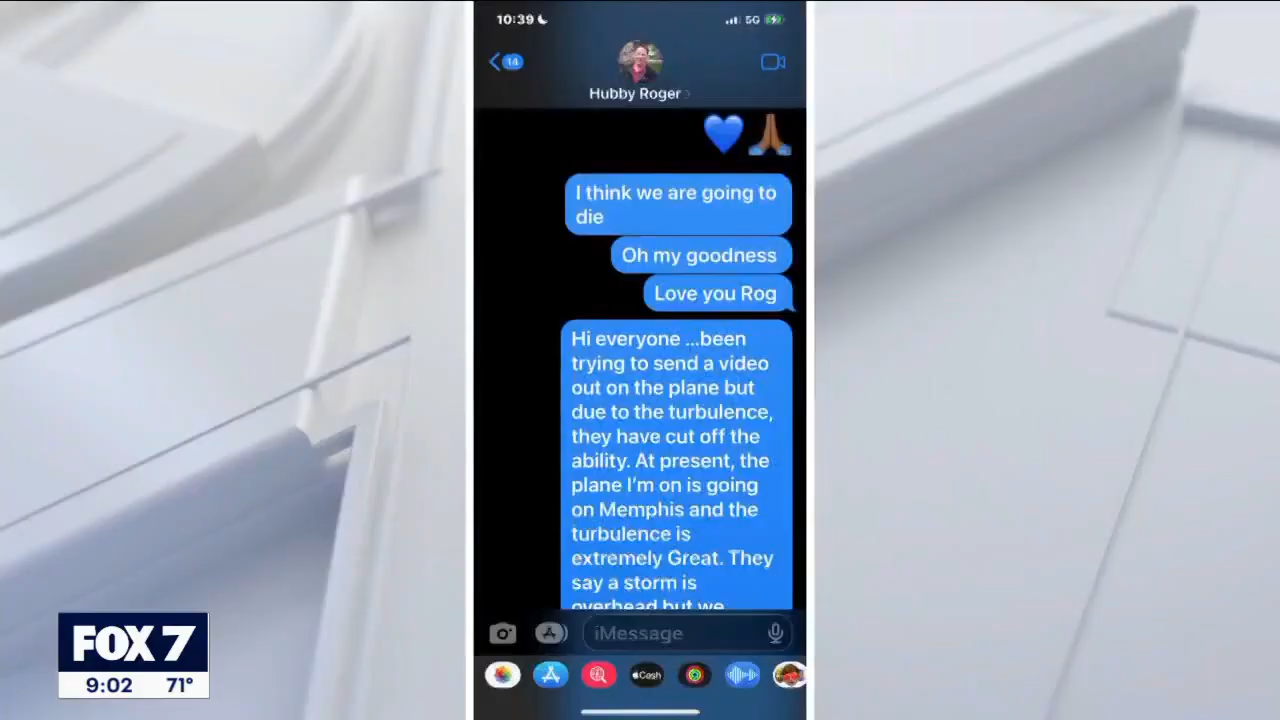 10:39
5G
14
Hubby Roger
I think we are going to
die
Oh my goodness
Love you Rog
Hi everyone ...been
trying to send a video
out on the plane but
due to the turbulence,
they have cut off the
ability. At present, the
plane I'm on is going
on Memphis and the
turbulence is
extremely Great. They
say a storm is
overhead but we
iMessage
Cash
FOX 7
9:02 71°